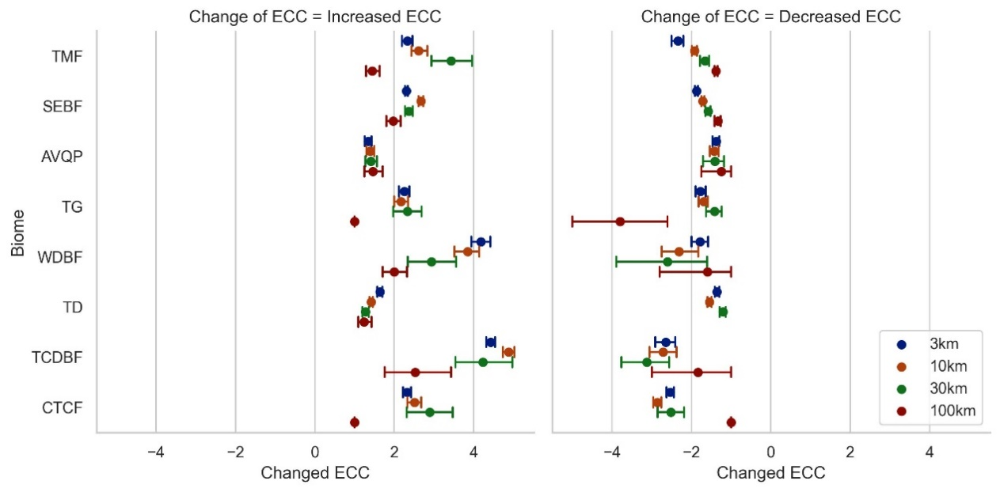 Change of ECC = Increased ECC
Change of ECC = Decreased ECC
TMF
SEBF
AVQP
TG
WDBF
TD
TCDBF
CTCF
Biome
−4 −2 0 2 4
Changed ECC
−4 −2 0 2 4
Changed ECC
3km
10km
30km
100km